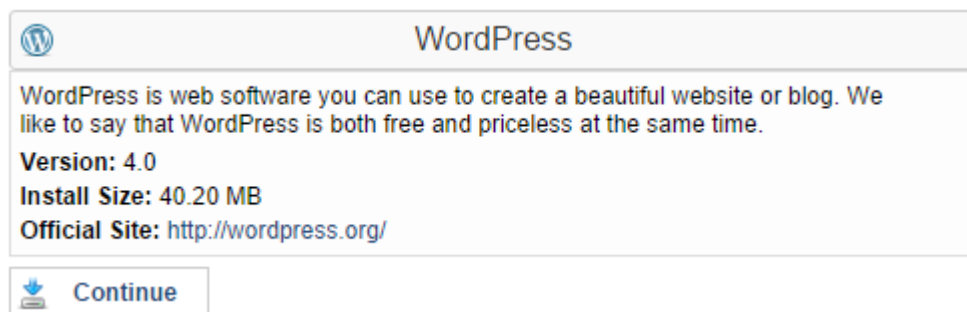 WordPress
WordPress is web software you can use to create a beautiful website or blog. We
like to say that WordPress is both free and priceless at the same time.
Version: 4.0
Install Size: 40.20 MB
Official Site: http://wordpress.org/
Continue